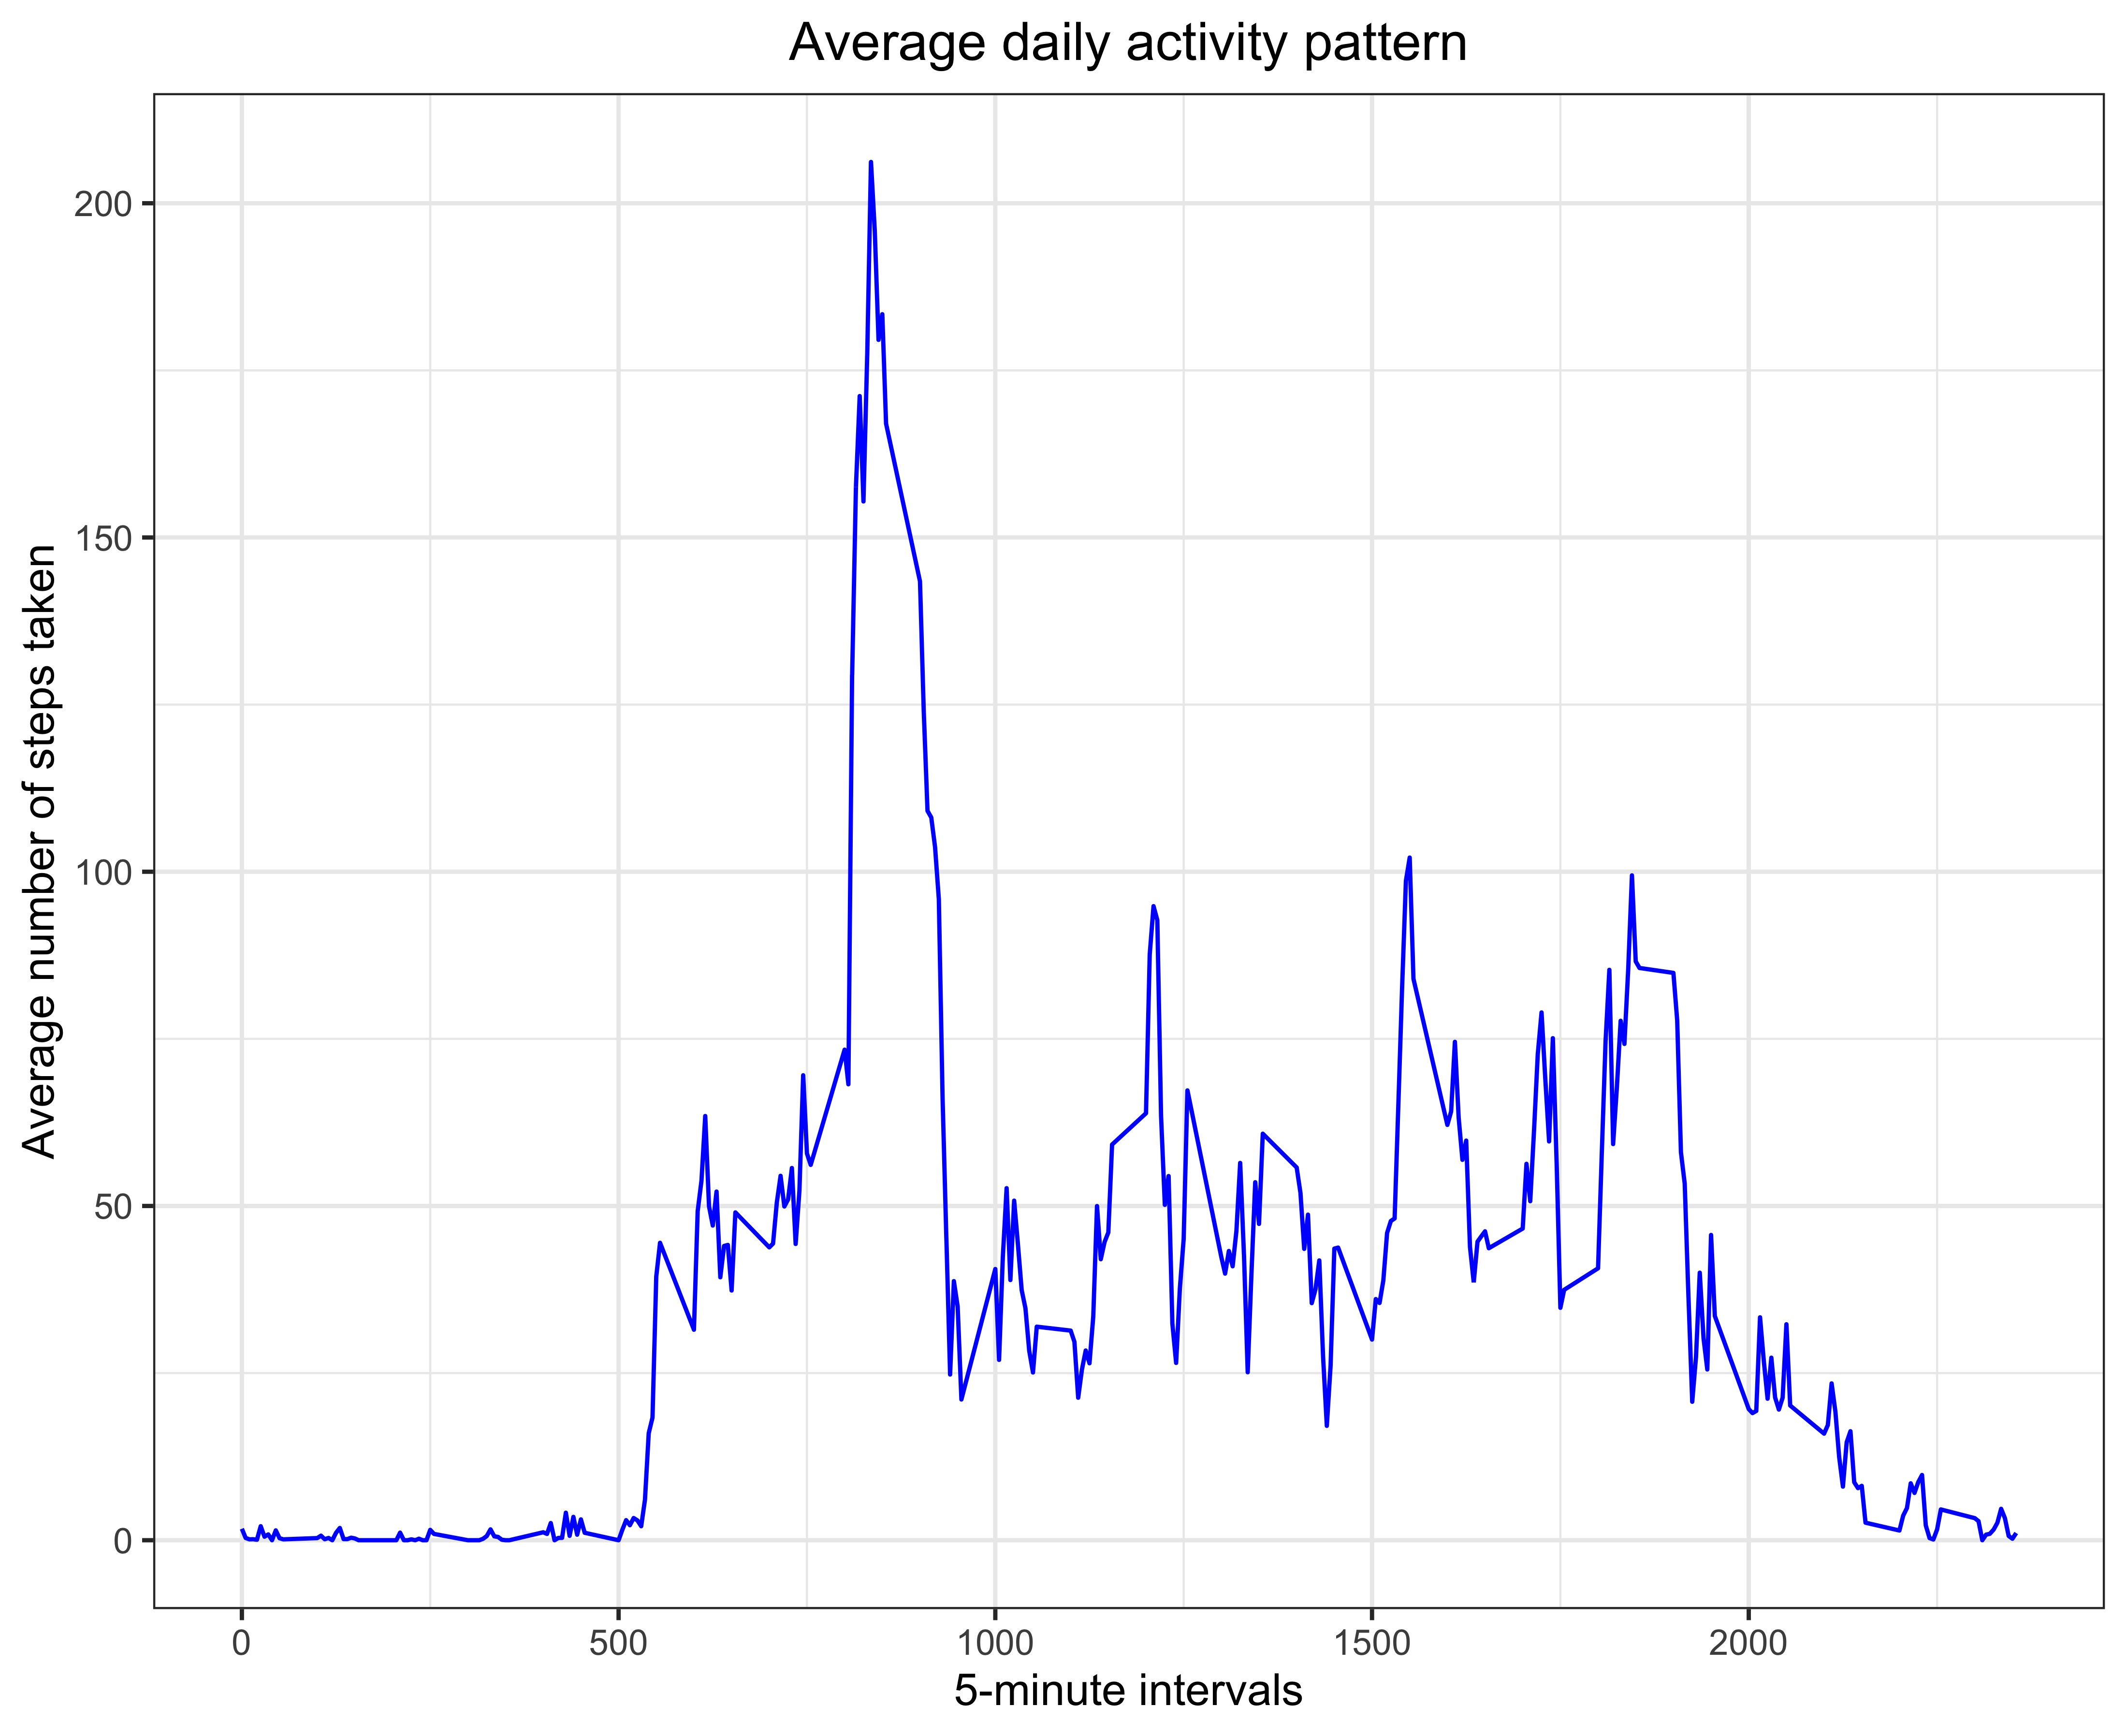 Average daily activity pattern
Average number of steps taken
200
150
100
50
0
0 500 1000 1500 2000
5-minute intervals